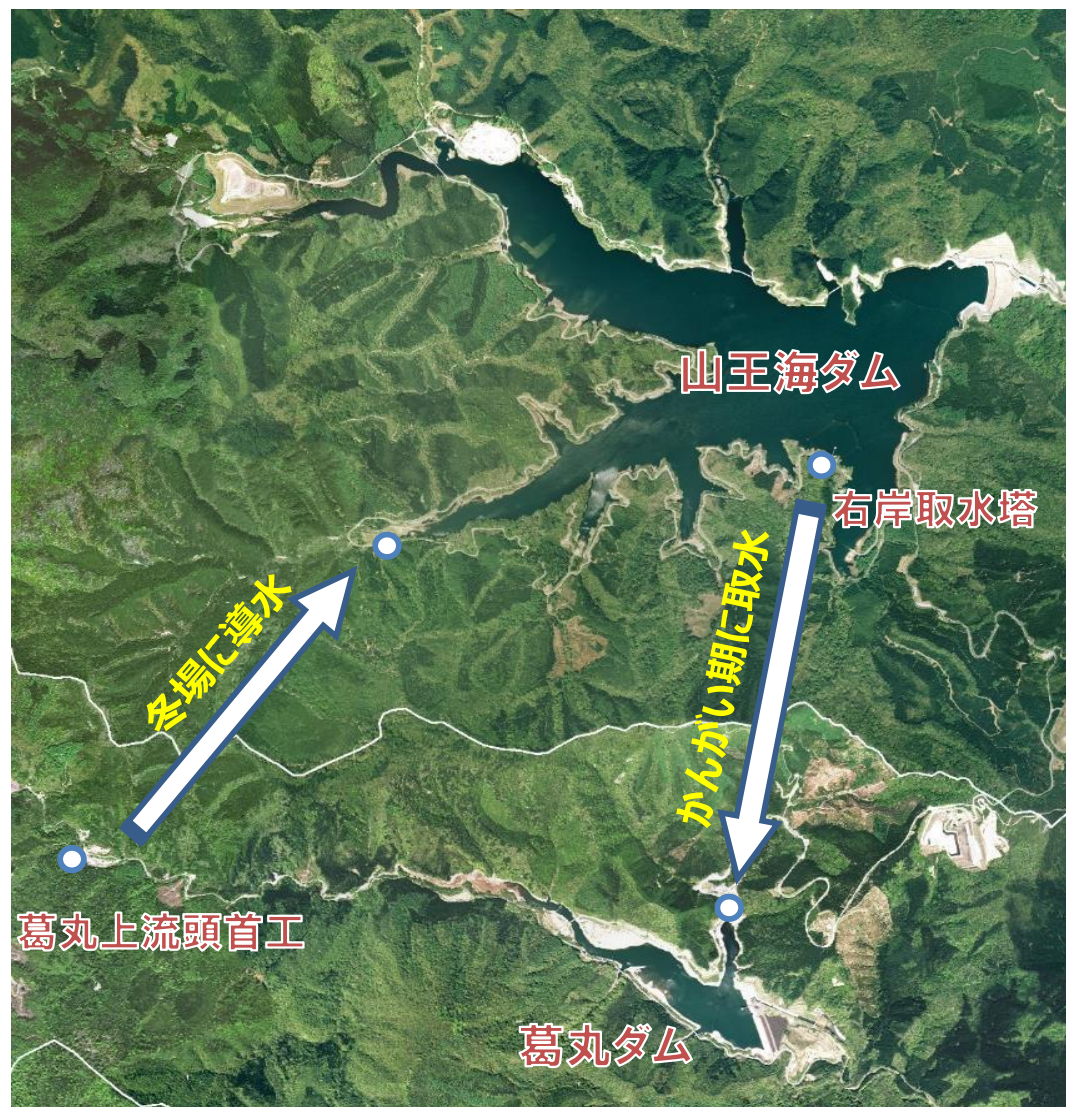 山王海ダム
右岸取水塔
冬場に導水
かんがい期に取水
葛丸上流頭首工
葛丸ダム